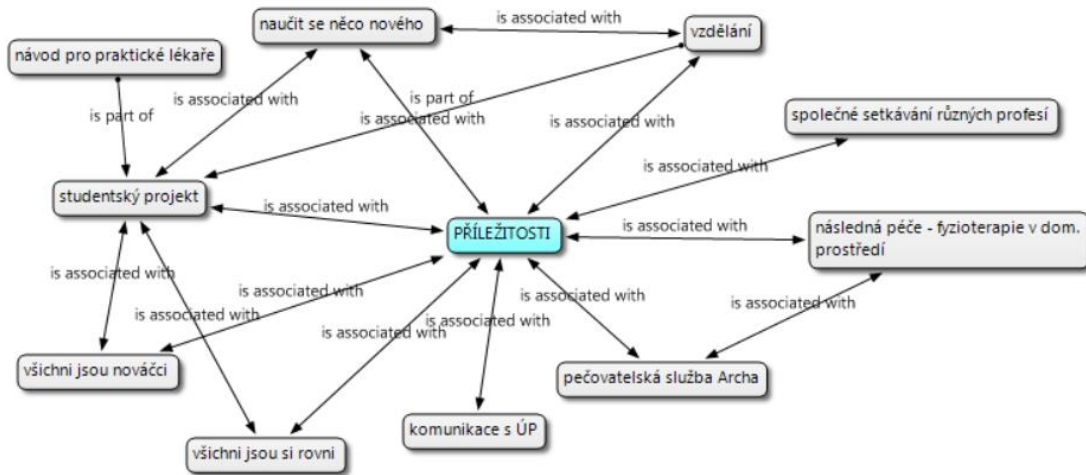 naučit se něco nového
is associated with
vzdělání
návod pro praktické lékaře
is associated with
is part of
is part of
is associated with
is associated with
společné setkávání různých profesí
is associated with
studentský projekt
is associated with
PŘÍLEŽITOSTI
is associated with
následná péče - fyzioterapie v dom.
prostředí
is associated with
is associated with
is associated with
is associated with
is associated with
is associated with
is associated with
is associated with
všichni jsou nováčci
pečovatelská služba Archa
komunikace s ÚP
všichni jsou si rovni